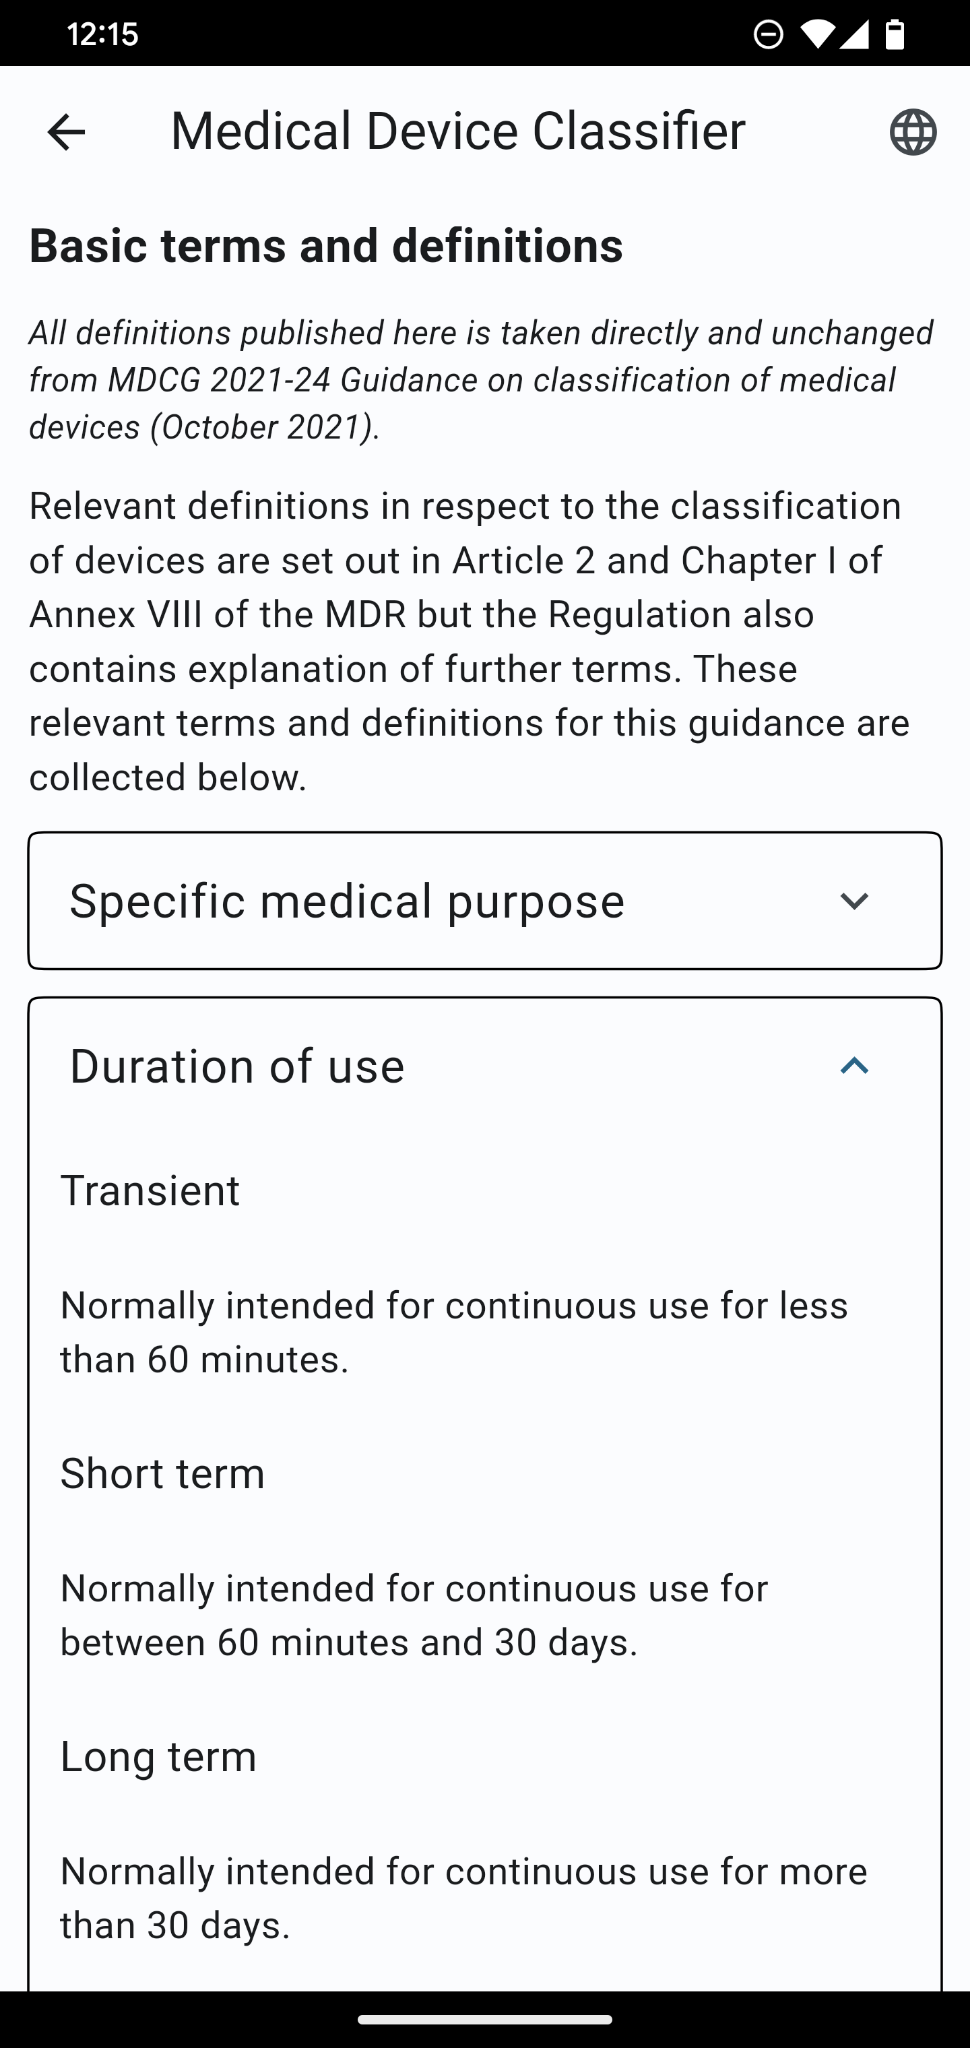 12:15
Medical Device Classifier
Basic terms and definitions
All definitions published here is taken directly and unchanged
from MDCG 2021-24 Guidance on classification of medical
devices (October 2021).
Relevant definitions in respect to the classification
of devices are set out in Article 2 and Chapter I of
Annex VIII of the MDR but the Regulation also
contains explanation of further terms. These
relevant terms and definitions for this guidance are
collected below.
Specific medical purpose
Duration of use
Transient
Normally intended for continuous use for less
than 60 minutes.
Short term
Normally intended for continuous use for
between 60 minutes and 30 days.
Long term
Normally intended for continuous use for more
than 30 days.